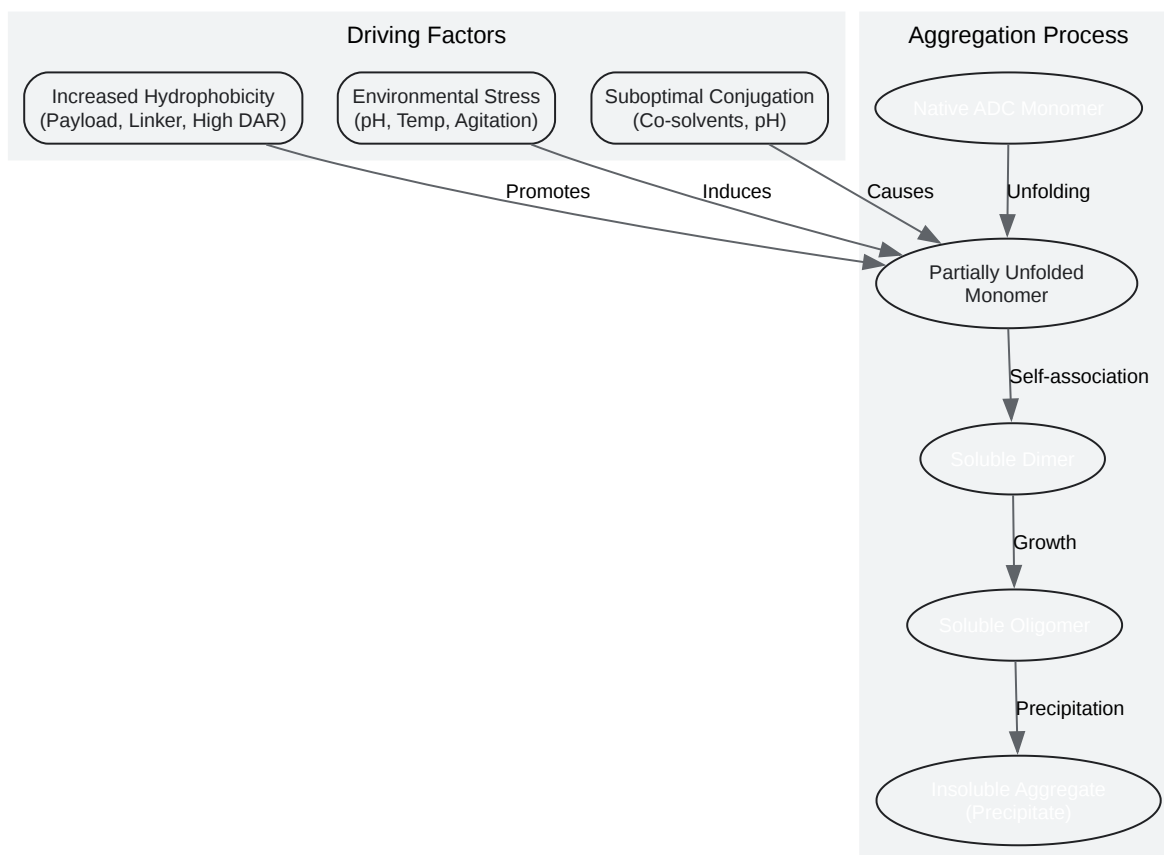 Driving Factors
Increased Hydrophobicity
(Payload, Linker, High DAR)
Environmental Stress
(pH, Temp, Agitation)
Suboptimal Conjugation
(Co-solvents, pH)
Promotes
Induces
Causes
Aggregation Process
Native ADC Monomer
Unfolding
Partially Unfolded
Monomer
Self-association
Soluble Dimer
Growth
Soluble Oligomer
Precipitation
Insoluble Aggregate
(Precipitate)